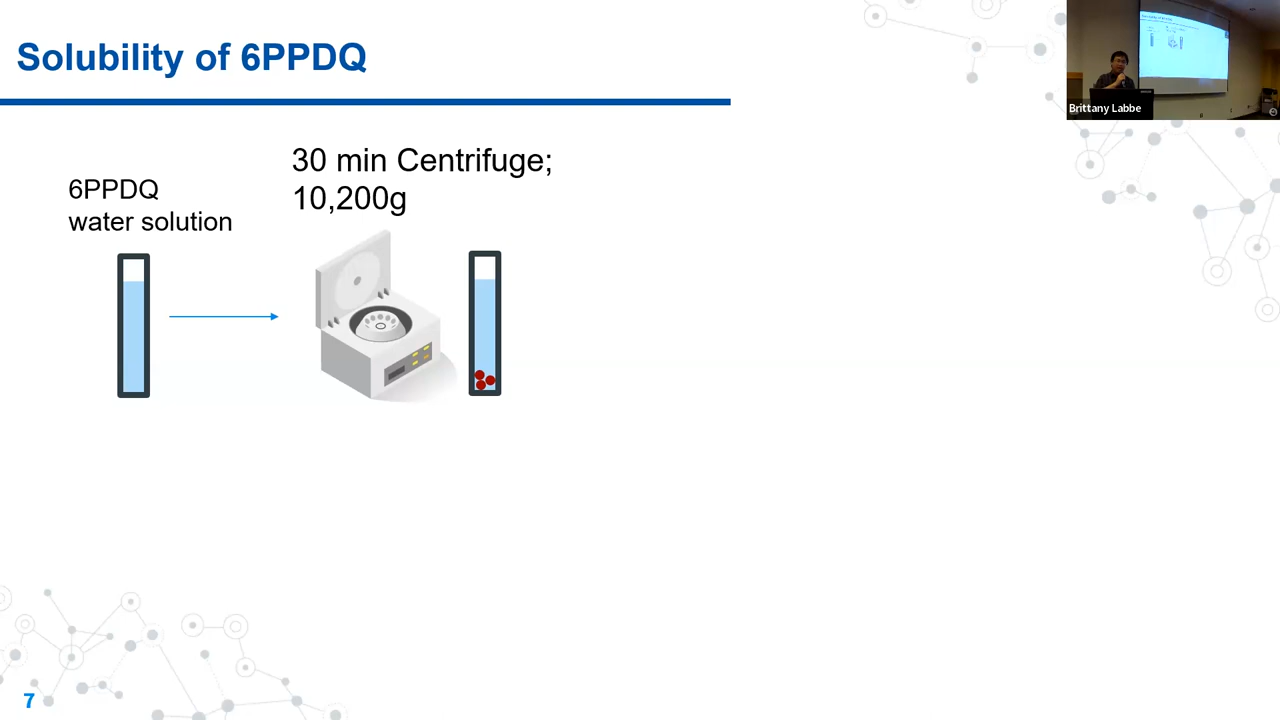 Solubility of 6PPDQ
Brittany Labbe
30 min Centrifuge;
10,200g
6PPDQ
water solution
7